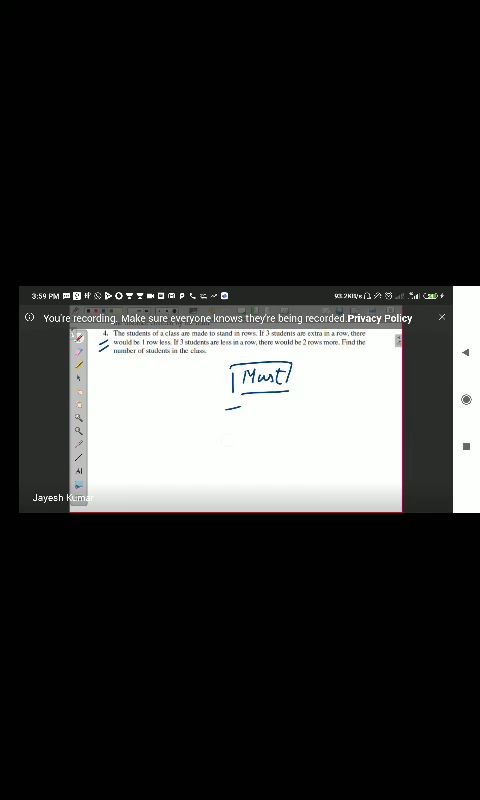 3:59 PM
93.2KB/s
You're recording. Make sure everyone knows they're being recorded.Privacy Policy
4. The students of a class are made to stand in rows. If 3 students are extra in a row, there
would be 1 row less. If 3 students are less in a row, there would be 2 rows more. Find the
number of students in the class.
Must
AI
Jayesh Kumar